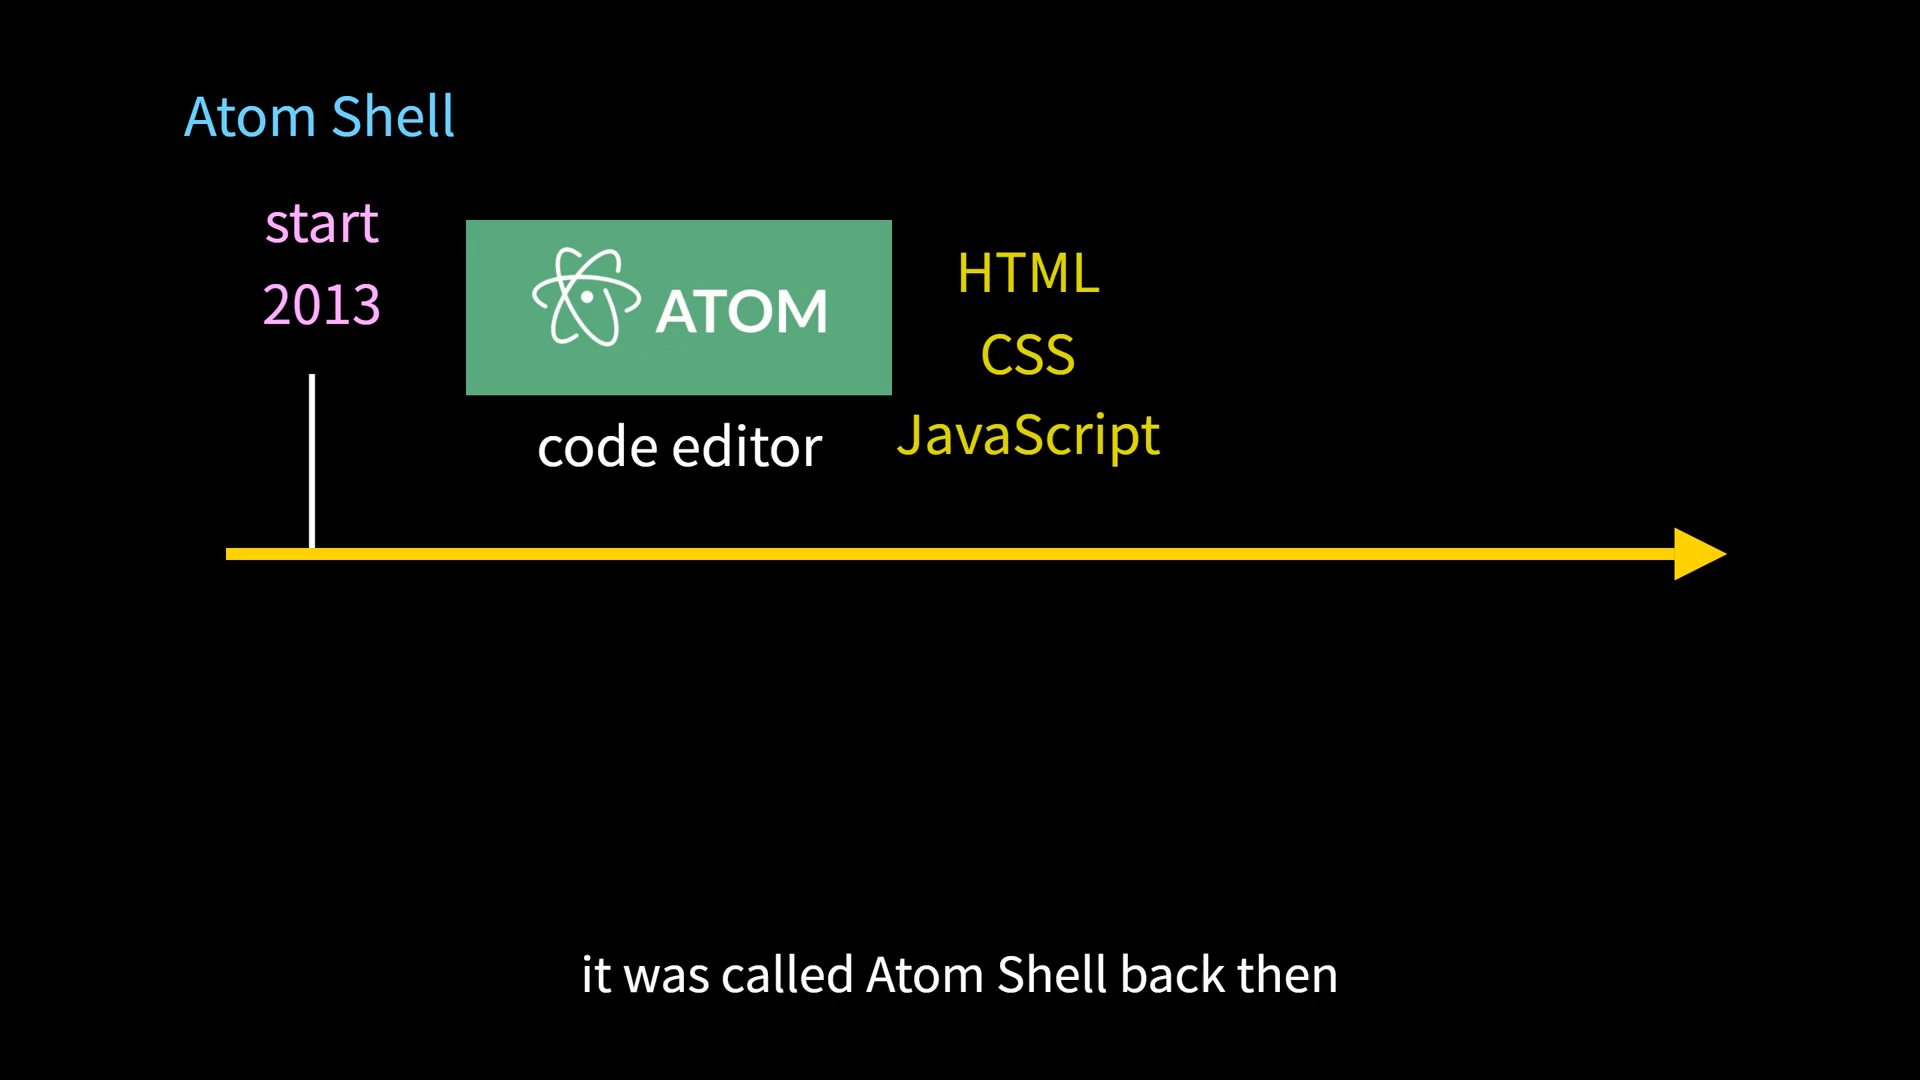 Atom Shell
start
2013
ATOM
code editor
HTML
CSS
JavaScript
it was called Atom Shell back then